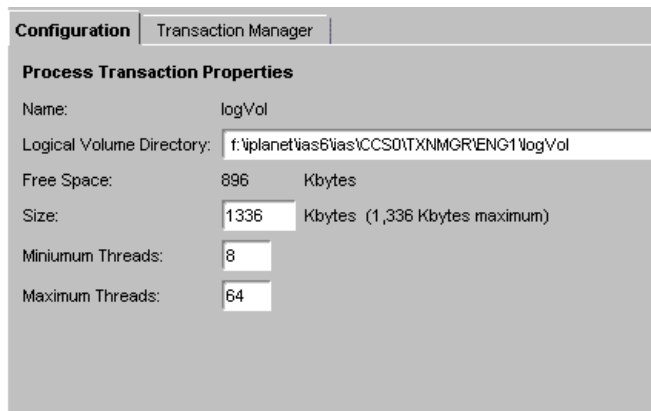 Configuration Transaction Manager
Process Transaction Properties
Name: logVol
Logical Volume Directory: f:\iplanet\ias6\ias\CCS0\TXNMGR\ENG1\logVol
Free Space: 896 Kbytes
Size: 1336 Kbytes (1,336 Kbytes maximum)
Miniumum Threads: 8
Maximum Threads: 64